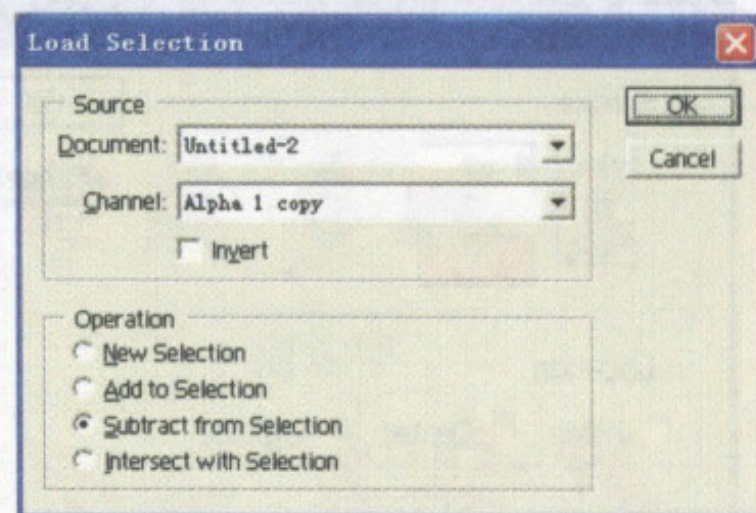 Load Selection
Source
Document: Untitled-2
Channel: Alpha 1 copy
Invert
OK
Cancel
Operation
New Selection
Add to Selection
Subtract from Selection
Intersect with Selection